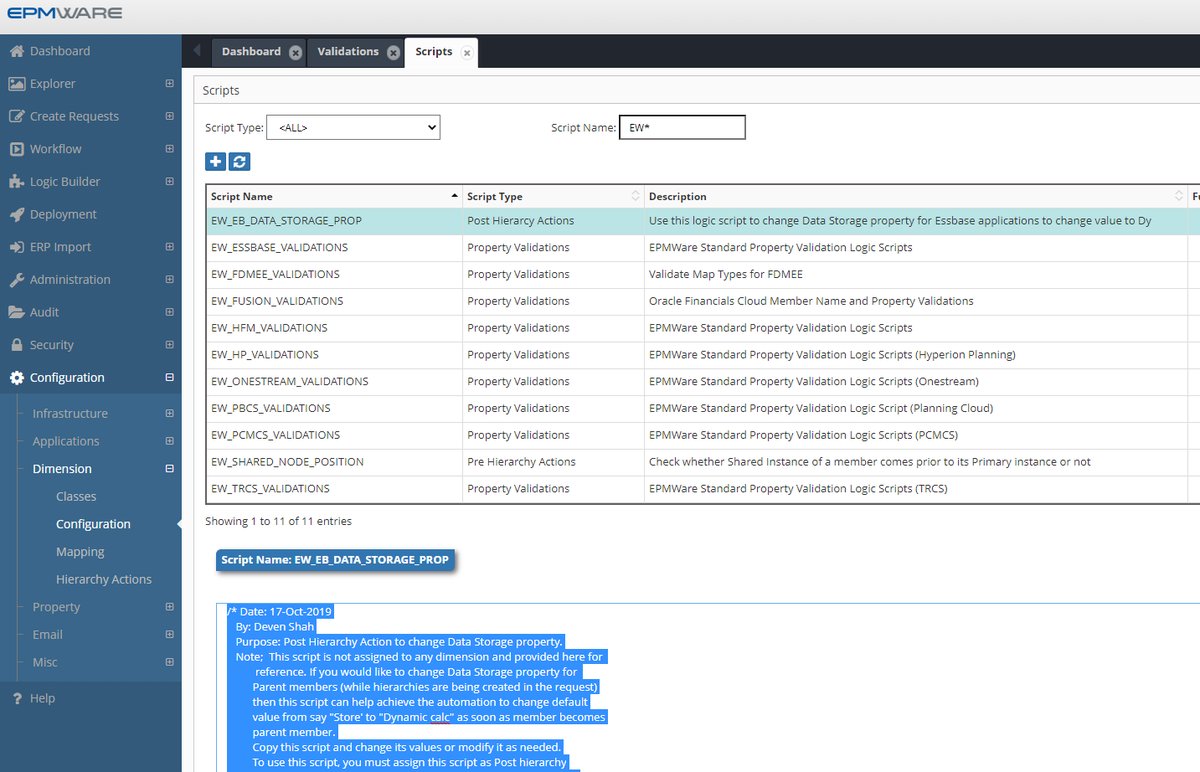 EPMWARE
Dashboard
Explorer
Create Requests
Workflow
Logic Builder
Deployment
ERP Import
Administration
Audit
Security
Configuration
Infrastructure
Applications
Dimension
Classes
Configuration
Mapping
Hierarchy Actions
Property
Email
Misc
? Help
Dashboard Validations Scripts
Scripts
Script Type: <ALL> Script Name: EW*
Script Name Script Type Description
EW_EB_DATA_STORAGE_PROP Post Hierarcy Actions Use this logic script to change Data Storage property for Essbase applications to change value to Dy
EW_ESSBASE_VALIDATIONS Property Validations EPMWare Standard Property Validation Logic Scripts
EW_FDMEE_VALIDATIONS Property Validations Validate Map Types for FDMEE
EW_FUSION_VALIDATIONS Property Validations Oracle Financials Cloud Member Name and Property Validations
EW_HFM_VALIDATIONS Property Validations EPMWare Standard Property Validation Logic Scripts
EW_HP_VALIDATIONS Property Validations EPMWare Standard Property Validation Logic Scripts (Hyperion Planning)
EW_ONESTREAM_VALIDATIONS Property Validations EPMWare Standard Property Validation Logic Scripts (Onestream)
EW_PBCS_VALIDATIONS Property Validations EPMWare Standard Property Validation Logic Script (Planning Cloud)
EW_PCMCS_VALIDATIONS Property Validations EPMWare Standard Property Validation Logic Scripts (PCMCS)
EW_SHARED_NODE_POSITION Pre Hierarchy Actions Check whether Shared Instance of a member comes prior to its Primary instance or not
EW_TRCS_VALIDATIONS Property Validations EPMWare Standard Property Validation Logic Scripts (TRCS)
Showing 1 to 11 of 11 entries
Script Name: EW_EB_DATA_STORAGE_PROP
/* Date: 17-Oct-2019
By: Deven Shah
Purpose: Post Hierarchy Action to change Data Storage property.
Note; This script is not assigned to any dimension and provided here for
reference. If you would like to change Data Storage property for
Parent members (while hierarchies are being created in the request)
then this script can help achieve the automation to change default
value from say "Store' to "Dynamic calc" as soon as member becomes
parent member.
Copy this script and change its values or modify it as needed.
To use this script, you must assign this script as Post hierarchy